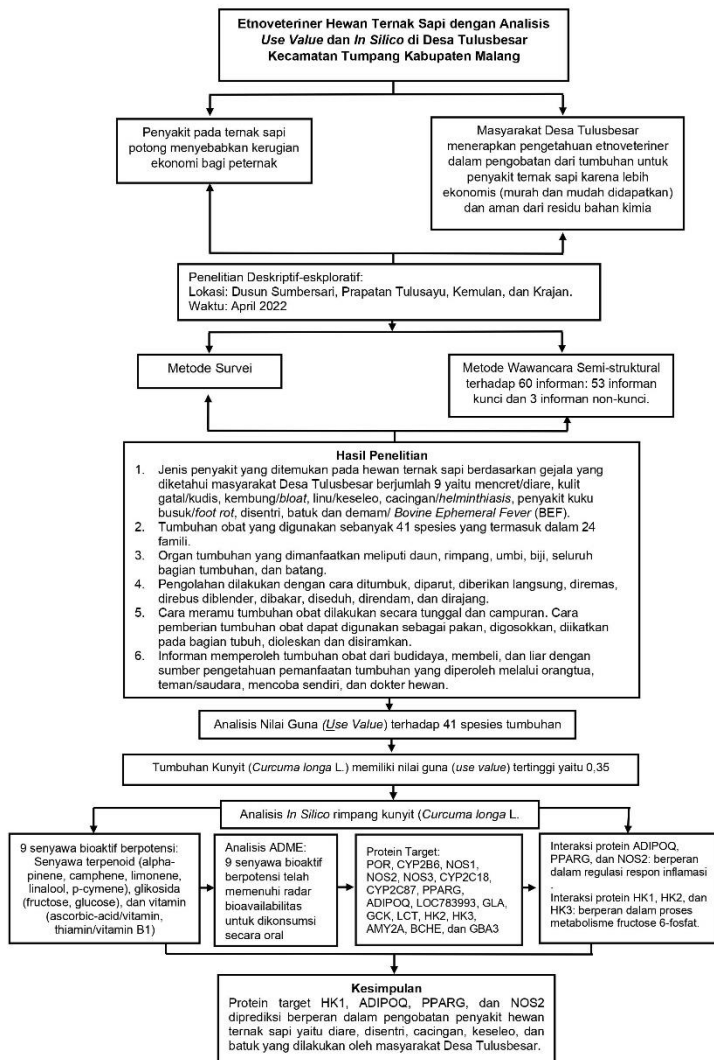 Etnoveteriner Hewan Ternak Sapi dengan Analisis
Use Value dan In Silico di Desa Tulusbesar
Kecamatan Tumpang Kabupaten Malang
Penyakit pada ternak sapi
potong menyebabkan kerugian
ekonomi bagi peternak
Masyarakat Desa Tulusbesar
menerapkan pengetahuan etnoveteriner
dalam pengobatan dari tumbuhan untuk
penyakit ternak sapi karena lebih
ekonomis (murah dan mudah didapatkan)
dan aman dari residu bahan kimia
Penelitian Deskriptif-eskploratif:
Lokasi: Dusun Sumbersari, Prapatan Tulusayu, Kemulan, dan Krajan.
Waktu: April 2022
Metode Survei
Metode Wawancara Semi-struktural
terhadap 60 informan: 53 informan
kunci dan 3 informan non-kunci.
Hasil Penelitian
1. Jenis penyakit yang ditemukan pada hewan ternak sapi berdasarkan gejala yang
diketahui masyarakat Desa Tulusbesar berjumlah 9 yaitu mencret/diare, kulit
gatal/kudis, kembung/bloat, linu/keseleo, cacingan/helminthiasis, penyakit kuku
busuk/foot rot, disentri, batuk dan demam/ Bovine Ephemeral Fever (BEF).
2. Tumbuhan obat yang digunakan sebanyak 41 spesies yang termasuk dalam 24
famili.
3. Organ tumbuhan yang dimanfaatkan meliputi daun, rimpang, umbi, biji, seluruh
bagian tumbuhan, dan batang.
4. Pengolahan dilakukan dengan cara ditumbuk, diparut, diberikan langsung, diremas,
direbus diblender, dibakar, diseduh, direndam, dan dirajang.
5. Cara meramu tumbuhan obat dilakukan secara tunggal dan campuran. Cara
pemberian tumbuhan obat dapat digunakan sebagai pakan, digosokkan, diikatkan
pada bagian tubuh, dioleskan dan disiramkan.
6. Informan memperoleh tumbuhan obat dari budidaya, membeli, dan liar dengan
sumber pengetahuan pemanfaatan tumbuhan yang diperoleh melalui orangtua,
teman/saudara, mencoba sendiri, dan dokter hewan.
Analisis Nilai Guna (Use Value) terhadap 41 spesies tumbuhan
Tumbuhan Kunyit (Curcuma longa L.) memiliki nilai guna (use value) tertinggi yaitu 0,35
Analisis In Silico rimpang kunyit (Curcuma longa L.
9 senyawa bioaktif berpotensi:
Senyawa terpenoid (alpha-
pinene, camphene, limonene,
linalool, p-cymene), glikosida
(fructose, glucose), dan vitamin
(ascorbic-acid/vitamin,
thiamin/vitamin B1)
Analisis ADME:
9 senyawa bioaktif
berpotensi telah
memenuhi radar
bioavailabilitas
untuk dikonsumsi
secara oral
Protein Target:
POR, CYP2B6, NOS1,
NOS2, NOS3, CYP2C18,
CYP2C87, PPARG,
ADIPOQ, LOC783993, GLA,
GCK, LCT, HK2, HK3,
AMY2A, BCHE, dan GBA3
Interaksi protein ADIPOQ,
PPARG, dan NOS2: berperan
dalam regulasi respon inflamasi
.
Interaksi protein HK1, HK2, dan
HK3: berperan dalam proses
metabolisme fructose 6-fosfat.
Kesimpulan
Protein target HK1, ADIPOQ, PPARG, dan NOS2
diprediksi berperan dalam pengobatan penyakit hewan
ternak sapi yaitu diare, disentri, cacingan, keseleo, dan
batuk yang dilakukan oleh masyarakat Desa Tulusbesar.